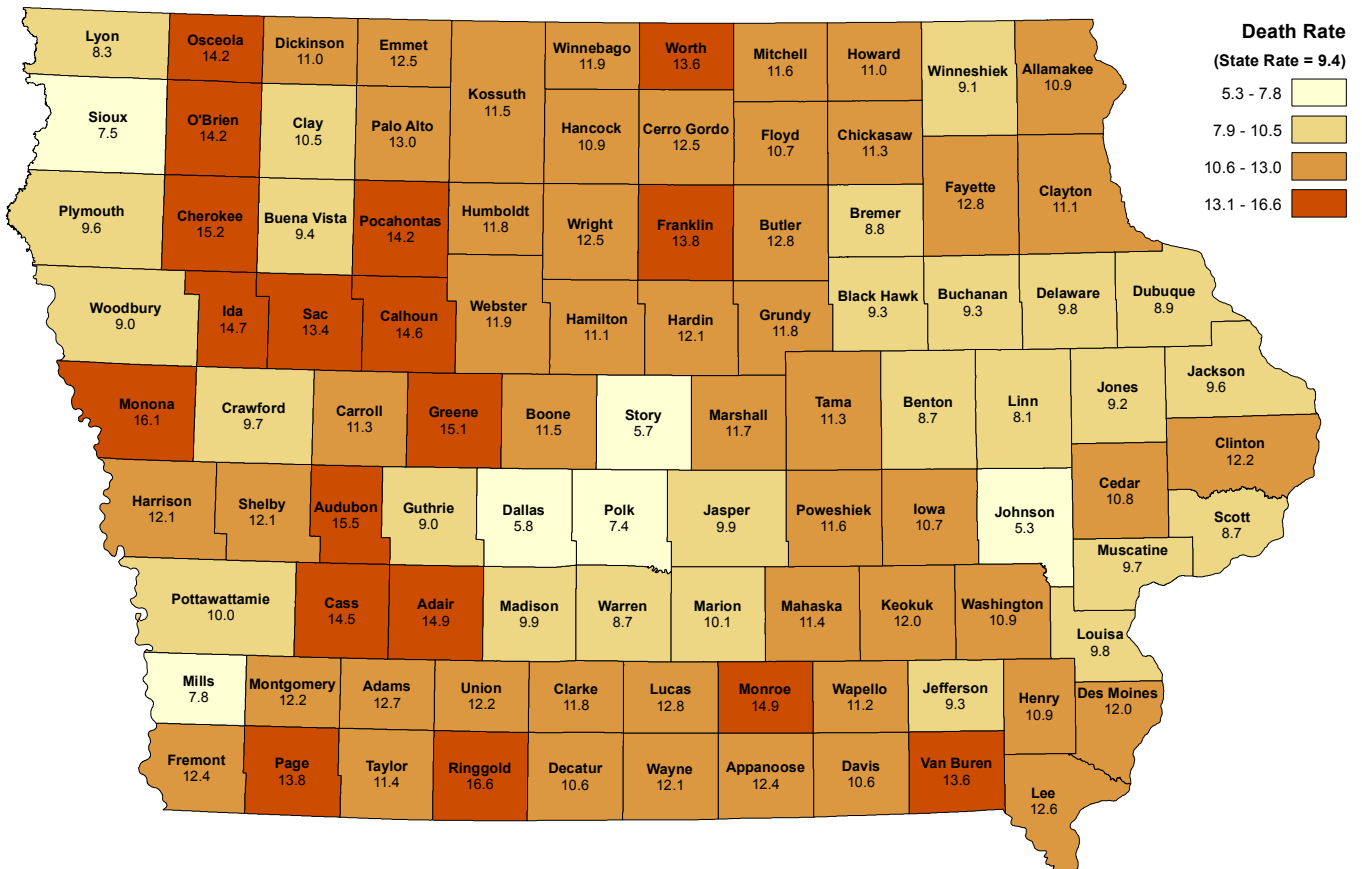 Death Rate
(State Rate = 9.4)
5.3 - 7.8
7.9 - 10.5
10.6 - 13.0
13.1 - 16.6
Lyon
8.3
Osceola
14.2
Dickinson
11.0
Emmet
12.5
Kossuth
11.5
Winnebago
11.9
Worth
13.6
Mitchell
11.6
Howard
11.0
Winneshiek
9.1
Allamakee
10.9
Sioux
7.5
O'Brien
14.2
Clay
10.5
Palo Alto
13.0
Hancock
10.9
Cerro Gordo
12.5
Floyd
10.7
Chickasaw
11.3
Fayette
12.8
Clayton
11.1
Plymouth
9.6
Cherokee
15.2
Buena Vista
9.4
Pocahontas
14.2
Humboldt
11.8
Wright
12.5
Franklin
13.8
Butler
12.8
Bremer
8.8
Woodbury
9.0
Ida
14.7
Sac
13.4
Calhoun
14.6
Webster
11.9
Hamilton
11.1
Hardin
12.1
Grundy
11.8
Black Hawk
9.3
Buchanan
9.3
Delaware
9.8
Dubuque
8.9
Monona
16.1
Crawford
9.7
Carroll
11.3
Greene
15.1
Boone
11.5
Story
5.7
Marshall
11.7
Tama
11.3
Benton
8.7
Linn
8.1
Jones
9.2
Jackson
9.6
Clinton
12.2
Harrison
12.1
Shelby
12.1
Audubon
15.5
Guthrie
9.0
Dallas
5.8
Polk
7.4
Jasper
9.9
Poweshiek
11.6
Iowa
10.7
Johnson
5.3
Cedar
10.8
Scott
8.7
Muscatine
9.7
Pottawattamie
10.0
Cass
14.5
Adair
14.9
Madison
9.9
Warren
8.7
Marion
10.1
Mahaska
11.4
Keokuk
12.0
Washington
10.9
Louisa
9.8
Mills
7.8
Montgomery
12.2
Adams
12.7
Union
12.2
Clarke
11.8
Lucas
12.8
Monroe
14.9
Wapello
11.2
Jefferson
9.3
Henry
10.9
Des Moines
12.0
Fremont
12.4
Page
13.8
Taylor
11.4
Ringgold
16.6
Decatur
10.6
Wayne
12.1
Appanoose
12.4
Davis
10.6
Van Buren
13.6
Lee
12.6